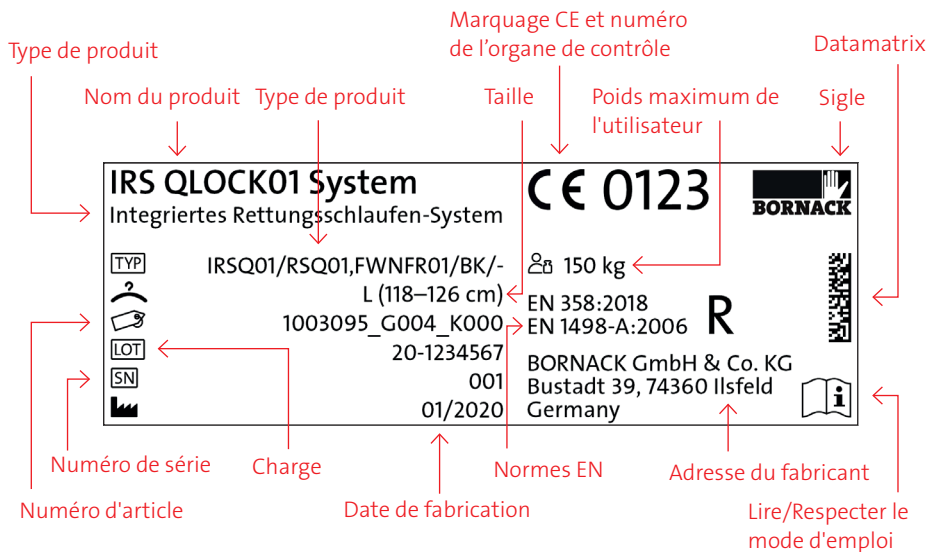 Marquage CE et numéro
de l’organe de contrôle
Type de produit
Datamatrix
Nom du produit
Type de produit
Taille
Poids maximum de
l'utilisateur
Sigle
IRS QLOCK01 System
Integriertes Rettungsschlaufen-System
CE 0123
BORNACK
TYP
IRSQ01/RSQ01,FWNFR01/BK/-
L (118–126 cm)
1003095_G004_K000
LOT
20-1234567
SN
001
01/2020
150 kg
EN 358:2018
EN 1498-A:2006
R
BORNACK GmbH & Co. KG
Bustadt 39, 74360 Ilsfeld
Germany
i
Numéro de série
Charge
Normes EN
Adresse du fabricant
Numéro d'article
Date de fabrication
Lire/Respecter le
mode d'emploi